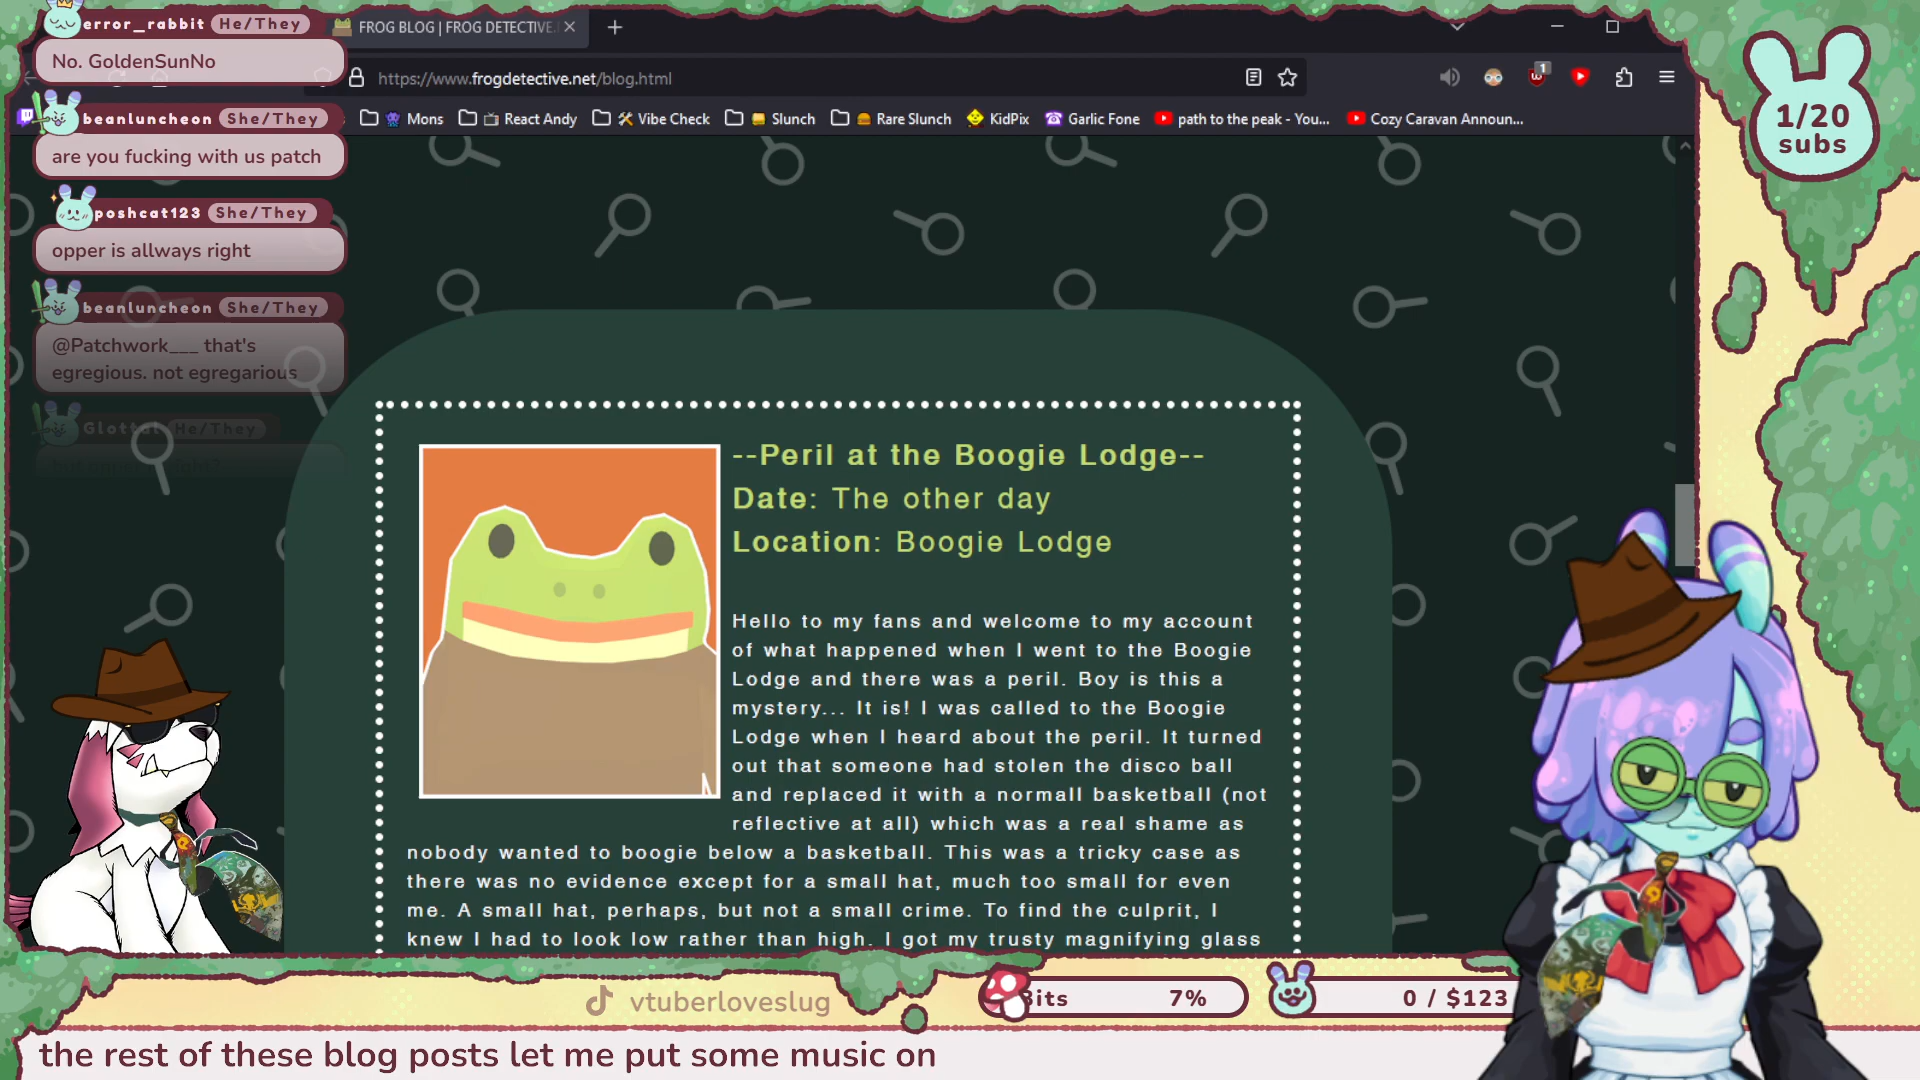 error_rabbit He/They
No. GoldenSunNo
beanluncheon She/They
are you fucking with us patch
poshcat123 She/They
opper is allways right
beanluncheon She/They
@Patchwork___ that's
egregious. not egregarious
Glottal He/They
FROG BLOG | FROG DETECTIVE
https://www.frogdetective.net/blog.html
1
Mons
React Andy
Vibe Check
Slunch
Rare Slunch
KidPix
Garlic Fone
path to the peak - You...
Cozy Caravan Announ...
1/20
subs
--Peril at the Boogie Lodge--
Date: The other day
Location: Boogie Lodge
Hello to my fans and welcome to my account
of what happened when I went to the Boogie
Lodge and there was a peril. Boy is this a
mystery... It is! I was called to the Boogie
Lodge when I heard about the peril. It turned
out that someone had stolen the disco ball
and replaced it with a normall basketball (not
reflective at all) which was a real shame as
nobody wanted to boogie below a basketball. This was a tricky case as
there was no evidence except for a small hat, much too small for even
me. A small hat, perhaps, but not a small crime. To find the culprit, I
knew I had to look low rather than high. I got my trusty magnifying glass
vtuberloveslug
Bits 7%
0 / $123
the rest of these blog posts let me put some music on